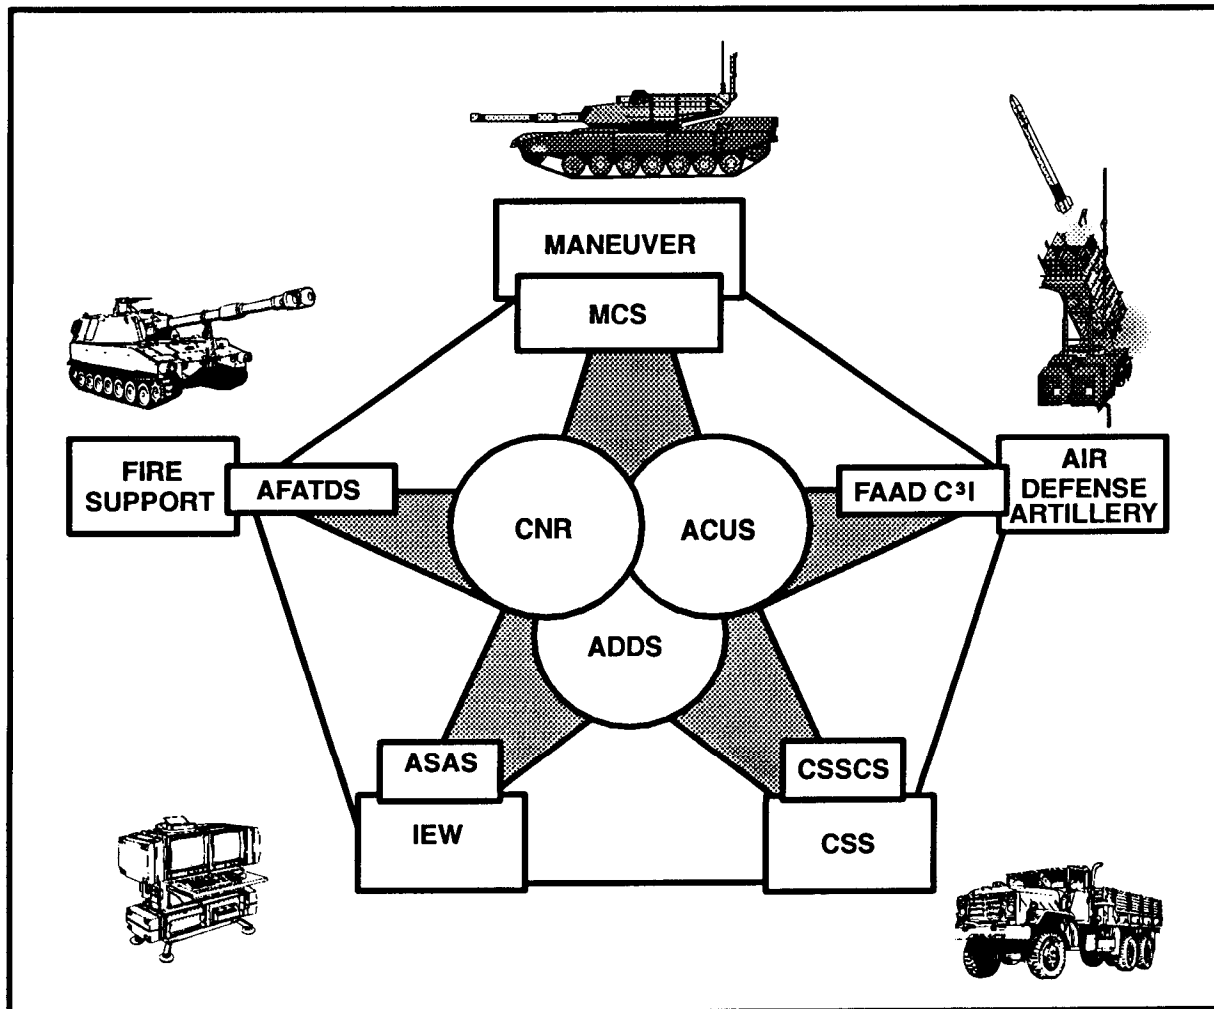 MANEUVER
MCS
FIRE
SUPPORT
AFATDS
CNR
ACUS
FAAD C³I
AIR
DEFENSE
ARTILLERY
ADDS
ASAS
IEW
CSSCS
CSS